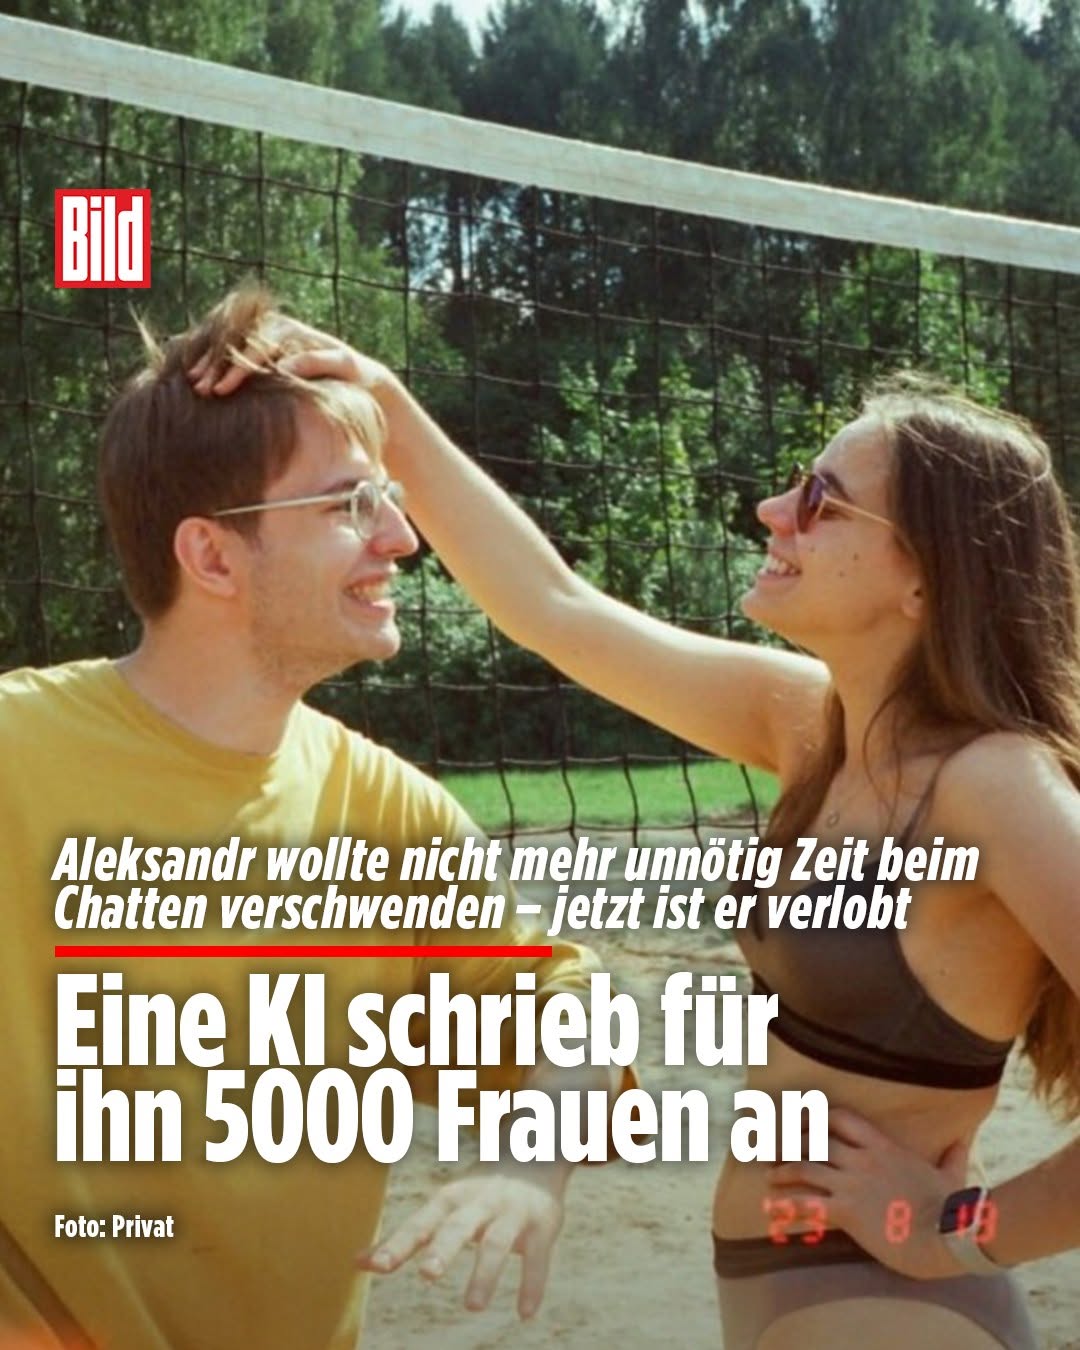 Bild
Aleksandr wollte nicht mehr unnötig Zeit beim
Chatten verschwenden – jetzt ist er verlobt
Eine KI schrieb für
ihn 5000 Frauen an
Foto: Privat
'23 8 19